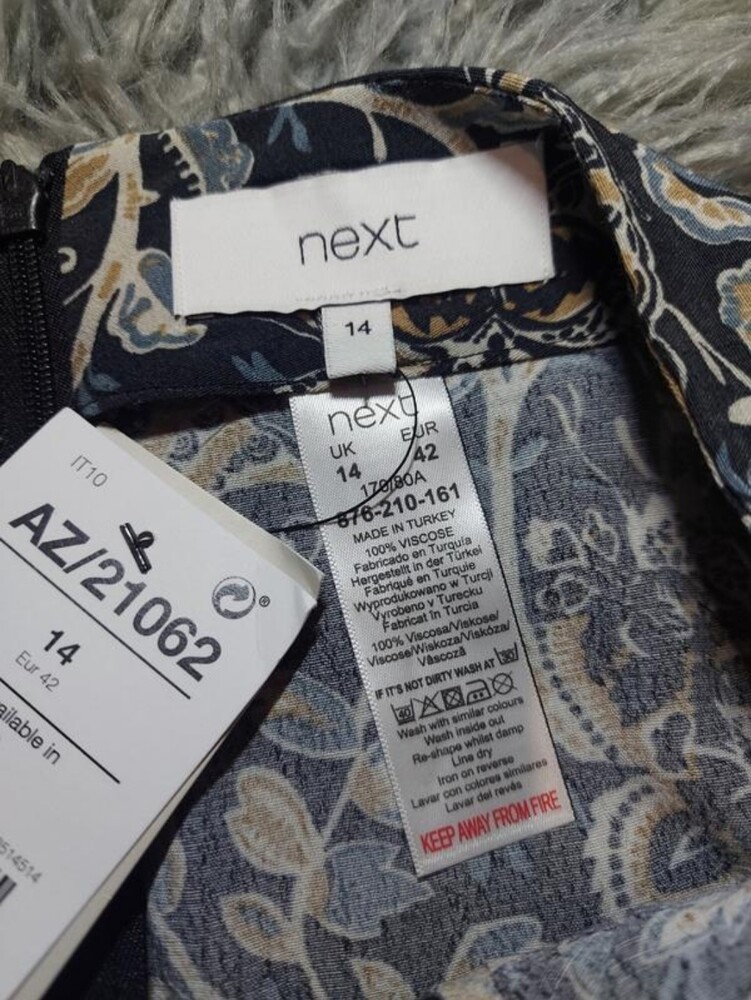 next
14
next
UK EUR
14 42
170/80A
876-210-161
MADE IN TURKEY
100% VISCOSE
Fabricado en Turquía
Hergestellt in der Türkei
Fabriqué en Turquie
Wyprodukowano w Turcji
Vyrobeno v Turecku
Fabricat în Turcia
100% Viscosa/Viskose/
Viscose/Wiskoza/Viskóza/
Vâscoză
IF IT'S NOT DIRTY WASH AT 30
40
Wash with similar colours
Wash inside out
Re-shape whilst damp
Line dry
Iron on reverse
Lavar con colores similares
Lavar del revés
KEEP AWAY FROM FIRE
IT10
AZ/21062
14
Eur 42
ailable in
514514